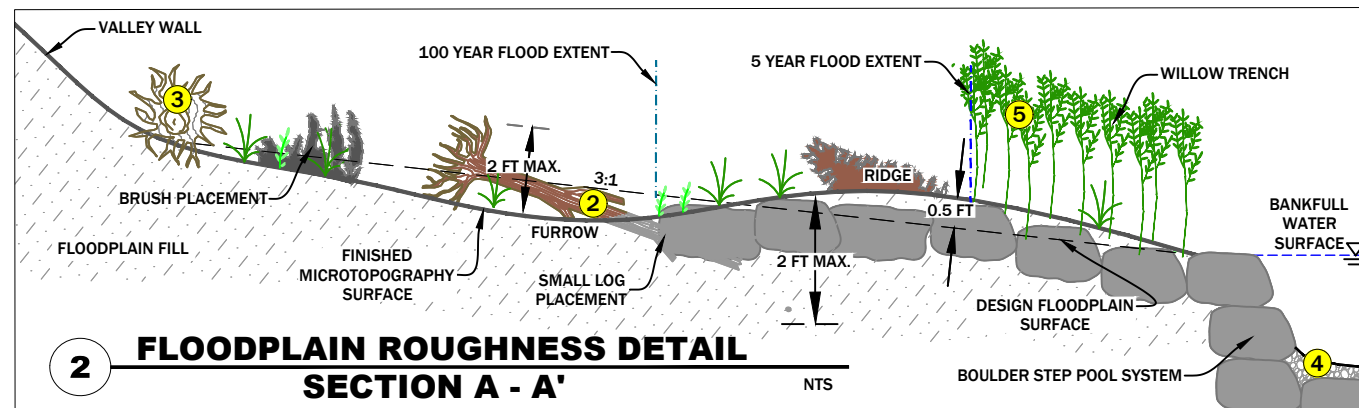 VALLEY WALL
100 YEAR FLOOD EXTENT
5 YEAR FLOOD EXTENT
WILLOW TRENCH
3
5
2 FT MAX.
3:1
RIDGE
BRUSH PLACEMENT
2
0.5 FT
BANKFULL
WATER
SURFACE
FURROW
FLOODPLAIN FILL
FINISHED
MICROTOPOGRAPHY
SURFACE
SMALL LOG
PLACEMENT
2 FT MAX.
DESIGN FLOODPLAIN
SURFACE
2
FLOODPLAIN ROUGHNESS DETAIL
SECTION A - A'
NTS
BOULDER STEP POOL SYSTEM
4